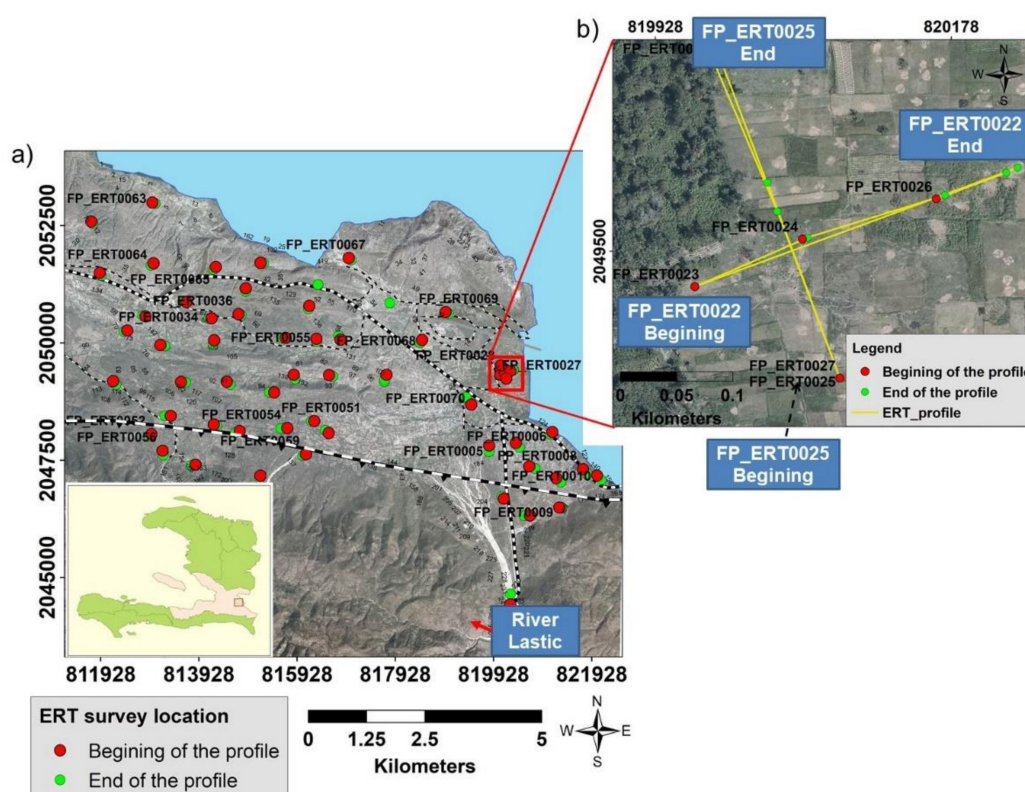 b)
819928
820178
FP_ERT0025
End
N
W
S
FP_ERT0022
End
FP_ERT0026
FP_ERT0024
2049500
FP_ERT0023
FP_ERT0022
Begining
FP_ERT0027
FP_ERT0025
0
0.05
0.1
Kilometers
Legend
Begining of the profile
End of the profile
ERT_profile
FP_ERT0025
Begining
a)
2052500
2050000
2047500
2045000
FP_ERT0063
FP_ERT0067
FP_ERT0064
FP_ERT0065
FP_ERT0036
FP_ERT0034
FP_ERT0069
FP_ERT0055
FP_ERT0068
FP_ERT0027
FP_ERT0070
FP_ERT0054
FP_ERT0051
FP_ERT0059
FP_ERT0056
FP_ERT0006
FP_ERT0005
FP_ERT0008
FP_ERT0010
FP_ERT0009
River
Lastic
811928
813928
815928
817928
819928
821928
ERT survey location
Begining of the profile
End of the profile
0
1.25
2.5
5
Kilometers
N
W
E
S